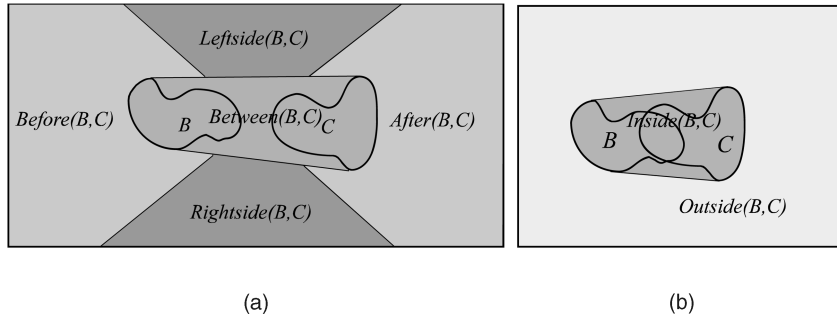 Leftside(B,C)
Before(B,C)
B
Between(B,C)
C
After(B,C)
Rightside(B,C)
(a)
B
Inside(B,C)
C
Outside(B,C)
(b)